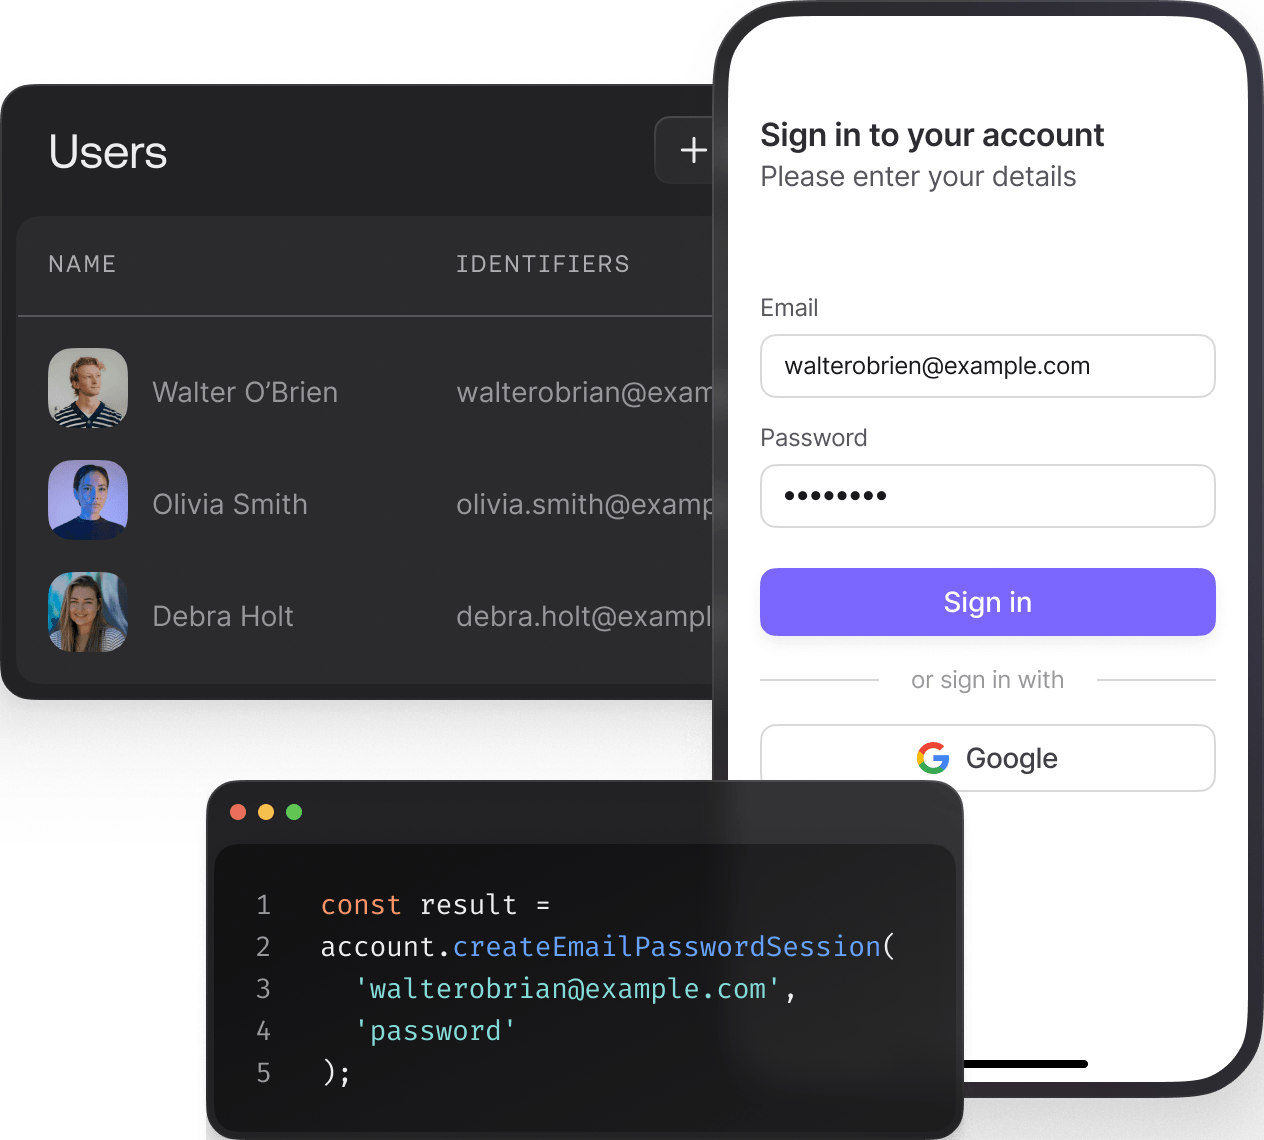 Users
+
NAME IDENTIFIERS
Walter O’Brien walterobrian@exam
Olivia Smith olivia.smith@examp
Debra Holt debra.holt@exampl
Sign in to your account
Please enter your details
Email
walterobrien@example.com
Password
••••••••
Sign in
or sign in with
Google
1 const result =
2 account.createEmailPasswordSession(
3 'walterobrian@example.com',
4 'password'
5 );